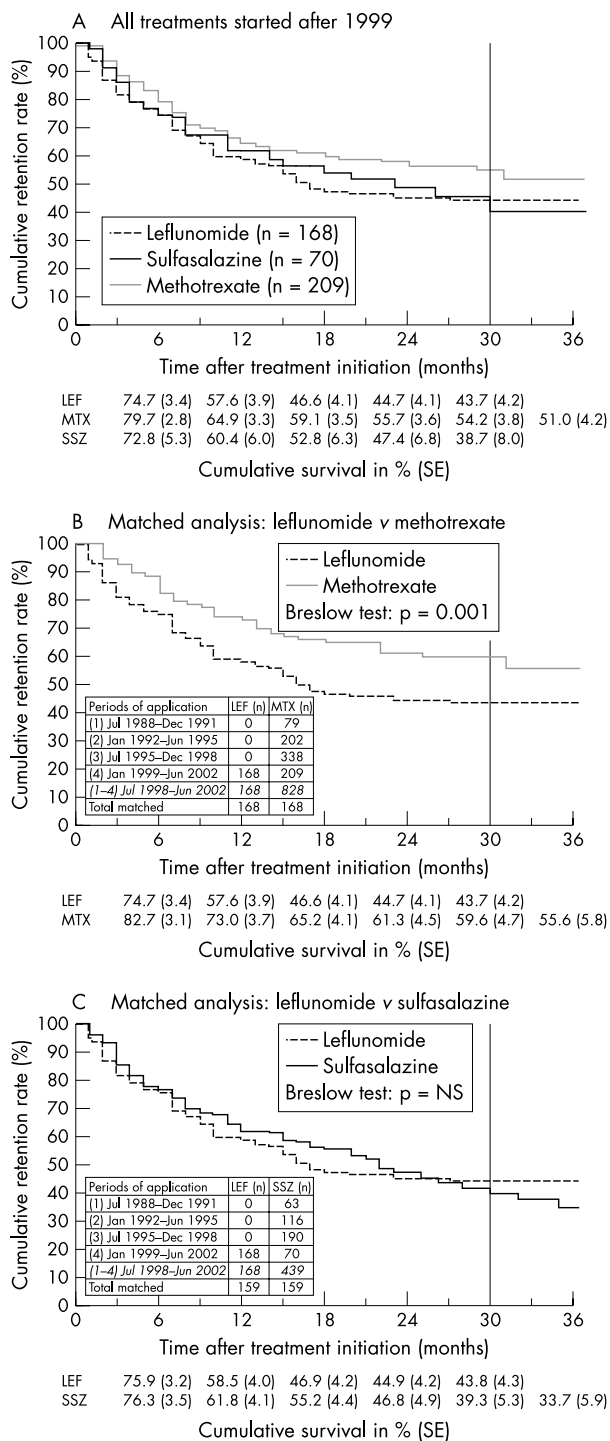 A All treatments started after 1999
Cumulative retention rate (%)
100
90
80
70
60
50
40
30
20
10
0
Leflunomide (n = 168)
Sulfasalazine (n = 70)
Methotrexate (n = 209)
0 6 12 18 24 30 36
Time after treatment initiation (months)
LEF 74.7 (3.4) 57.6 (3.9) 46.6 (4.1) 44.7 (4.1) 43.7 (4.2)
MTX 79.7 (2.8) 64.9 (3.3) 59.1 (3.5) 55.7 (3.6) 54.2 (3.8) 51.0 (4.2)
SSZ 72.8 (5.3) 60.4 (6.0) 52.8 (6.3) 47.4 (6.8) 38.7 (8.0)
Cumulative survival in % (SE)
B Matched analysis: leflunomide v methotrexate
Cumulative retention rate (%)
100
90
80
70
60
50
40
30
20
10
0
Leflunomide
Methotrexate
Breslow test: p = 0.001
Periods of application LEF (n) MTX (n)
(1) Jul 1988–Dec 1991 0 79
(2) Jan 1992–Jun 1995 0 202
(3) Jul 1995–Dec 1998 0 338
(4) Jan 1999–Jun 2002 168 209
(1–4) Jul 1998–Jun 2002 168 828
Total matched 168 168
0 6 12 18 24 30 36
Time after treatment initiation (months)
LEF 74.7 (3.4) 57.6 (3.9) 46.6 (4.1) 44.7 (4.1) 43.7 (4.2)
MTX 82.7 (3.1) 73.0 (3.7) 65.2 (4.1) 61.3 (4.5) 59.6 (4.7) 55.6 (5.8)
Cumulative survival in % (SE)
C Matched analysis: leflunomide v sulfasalazine
Cumulative retention rate (%)
100
90
80
70
60
50
40
30
20
10
0
Leflunomide
Sulfasalazine
Breslow test: p = NS
Periods of application LEF (n) SSZ (n)
(1) Jul 1988–Dec 1991 0 63
(2) Jan 1992–Jun 1995 0 116
(3) Jul 1995–Dec 1998 0 190
(4) Jan 1999–Jun 2002 168 70
(1–4) Jul 1998–Jun 2002 168 439
Total matched 159 159
0 6 12 18 24 30 36
Time after treatment initiation (months)
LEF 75.9 (3.2) 58.5 (4.0) 46.9 (4.2) 44.9 (4.2) 43.8 (4.3)
SSZ 76.3 (3.5) 61.8 (4.1) 55.2 (4.4) 46.8 (4.9) 39.3 (5.3) 33.7 (5.9)
Cumulative survival in % (SE)